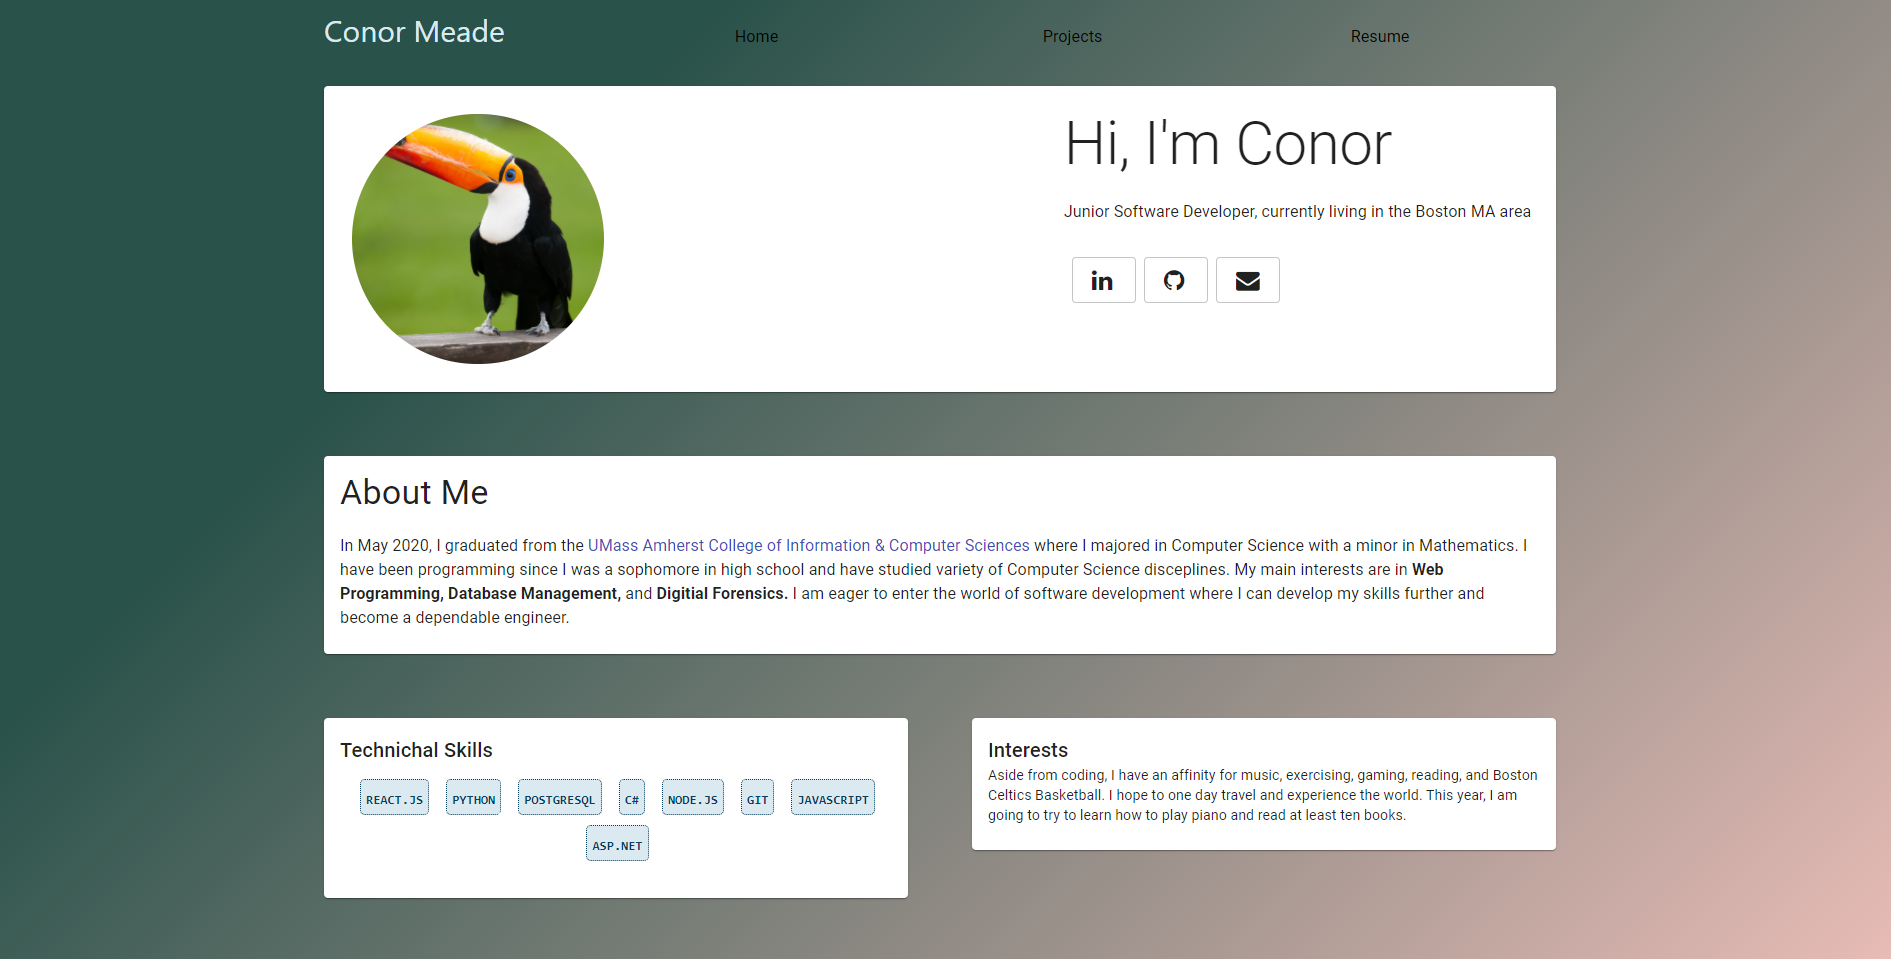 Conor Meade
Home
Projects
Resume
Hi, I'm Conor
Junior Software Developer, currently living in the Boston MA area
in
About Me
In May 2020, I graduated from the UMass Amherst College of Information & Computer Sciences where I majored in Computer Science with a minor in Mathematics. I
have been programming since I was a sophomore in high school and have studied variety of Computer Science disceplines. My main interests are in Web
Programming, Database Management, and Digitial Forensics. I am eager to enter the world of software development where I can develop my skills further and
become a dependable engineer.
Technichal Skills
REACT.JS PYTHON POSTGRESQL C# NODE.JS GIT JAVASCRIPT
ASP.NET
Interests
Aside from coding, I have an affinity for music, exercising, gaming, reading, and Boston
Celtics Basketball. I hope to one day travel and experience the world. This year, I am
going to try to learn how to play piano and read at least ten books.